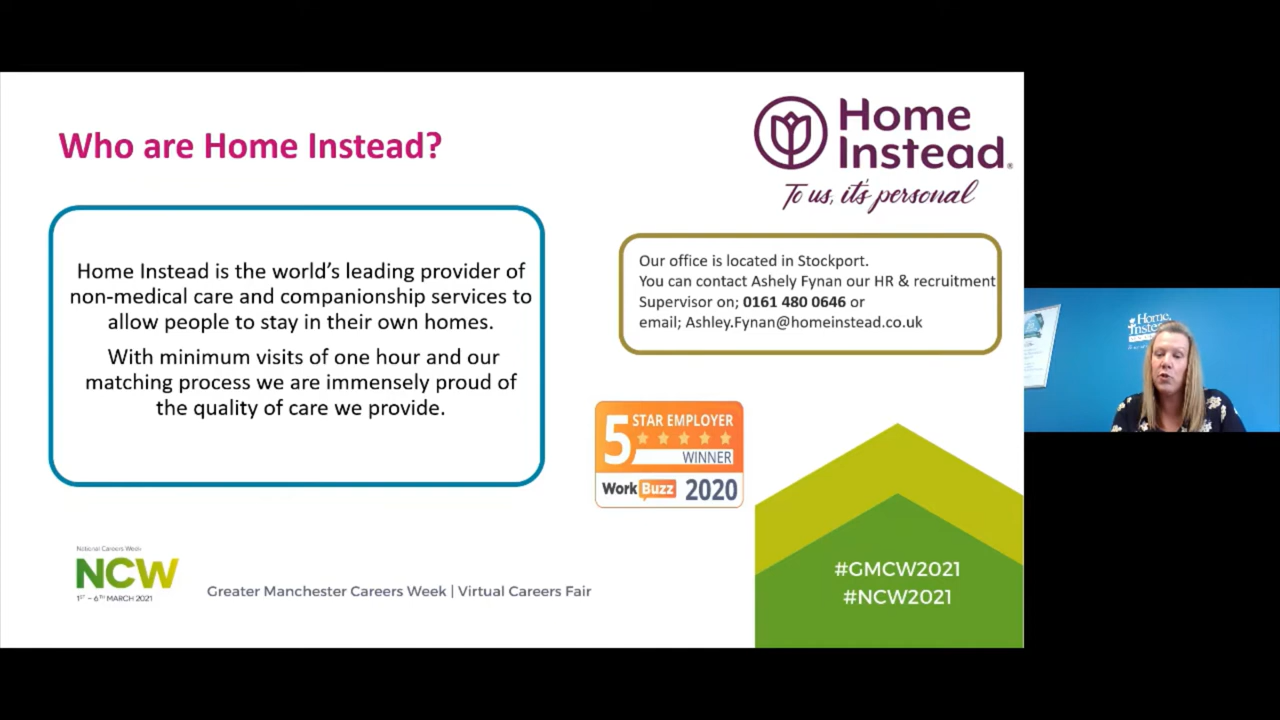 Who are Home Instead?
Home
Instead®
To us, it's personal
Home Instead is the world's leading provider of
non-medical care and companionship services to
allow people to stay in their own homes.
With minimum visits of one hour and our
matching process we are immensely proud of
the quality of care we provide.
Our office is located in Stockport.
You can contact Ashely Fynan our HR & recruitment
Supervisor on; 0161 480 0646 or
email; Ashley.Fynan@homeinstead.co.uk
5 STAR EMPLOYER
WINNER
WorkBuzz 2020
National Careers Week
NCW
1ST – 6TH MARCH 2021
Greater Manchester Careers Week | Virtual Careers Fair
#GMCW2021
#NCW2021
Home